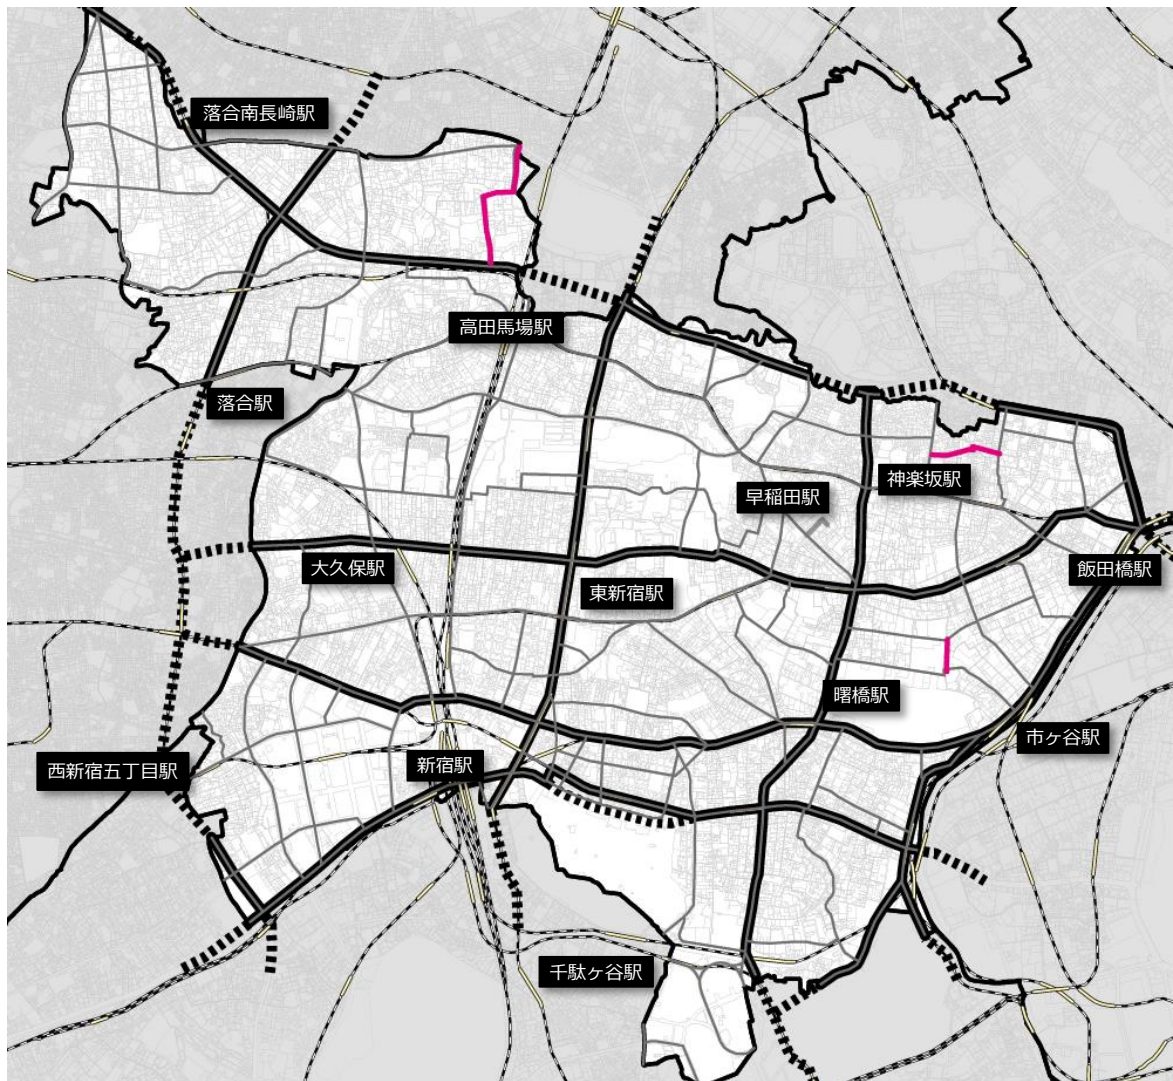 落合南長崎駅
高田馬場駅
落合駅
神楽坂駅
早稲田駅
飯田橋駅
大久保駅
東新宿駅
曙橋駅
市ヶ谷駅
西新宿五丁目駅
新宿駅
千駄ヶ谷駅